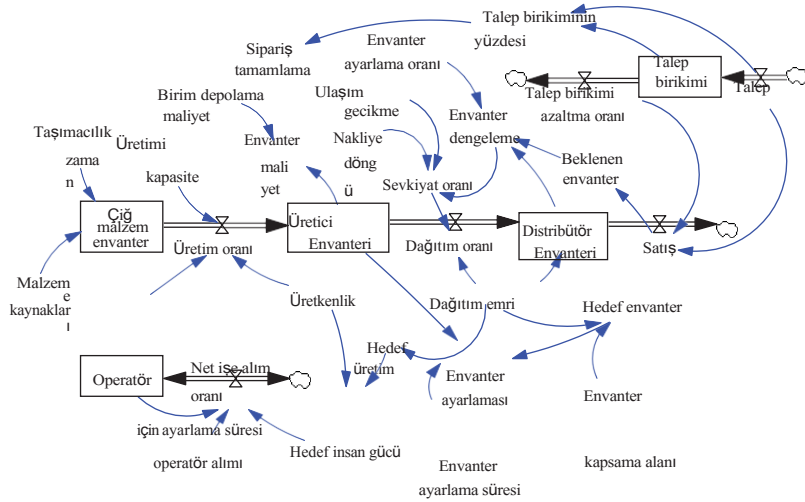 Talep birikiminin
yüzdesi
Sipariş
tamamlama
Envanter
ayarlama oranı
Talep
birikimi
Talep
Talep birikimi
azaltma oranı
Birim depolama
maliyet
Ulaşım
gecikme
Envanter
dengeleme
Taşımacılık
zaman
n
Üretimi
kapasite
Envanter
mali
yet
Nakliye
döng
ü
Beklenen
envanter
Sevkiyat oranı
Çiğ
malzem
envanter
Üretim oranı
Üretici
Envanteri
Dağıtım oranı
Distribütör
Envanteri
Satış
Malzeme
e
kaynakları
ı
Üretkenlik
Dağıtım emri
Hedef envanter
Hedef
üretim
Operatör
Net işe alım
oranı
Envanter
ayarlaması
Envanter
için ayarlama süresi
operatör alımı
Hedef insan gücü
Envanter
ayarlama süresi
kapsama alanı